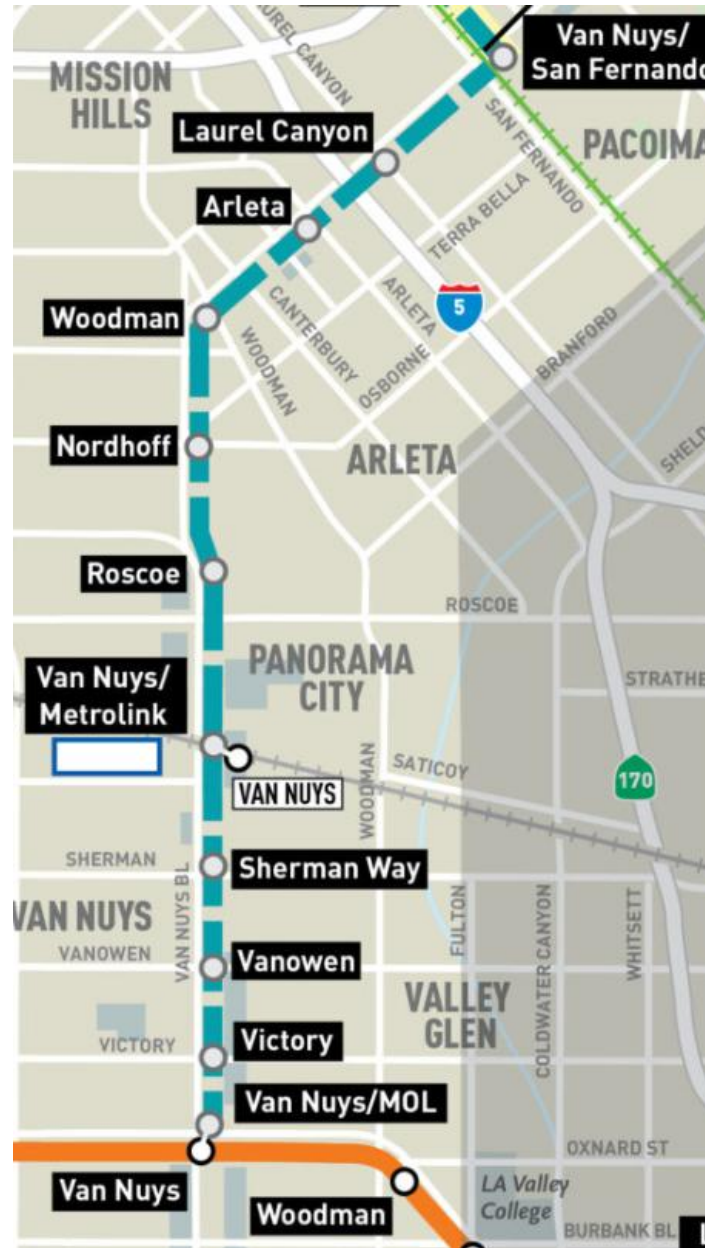 LAUREL CANYON
Van Nuys/
San Fernando
MISSION
HILLS
Laurel Canyon
SAN FERNANDO
PACOIMA
Arleta
TERRA BELLA
Woodman
CANTERBURY
ARLETA
5
WOODMAN
OSBORNE
BRANFORD
Nordhoff
ARLETA
SHELD
Roscoe
ROSCOE
PANORAMA
CITY
STRATHE
Van Nuys/
Metrolink
VAN NUYS
WOODMAN
SATICOY
170
SHERMAN
Sherman Way
VAN NUYS BL
VAN NUYS
FULTON
COLDWATER CANYON
WHITSETT
VANOWEN
Vanowen
VALLEY
GLEN
VICTORY
Victory
Van Nuys/MOL
OXNARD ST
Van Nuys
Woodman
LA Valley
College
BURBANK BL
L